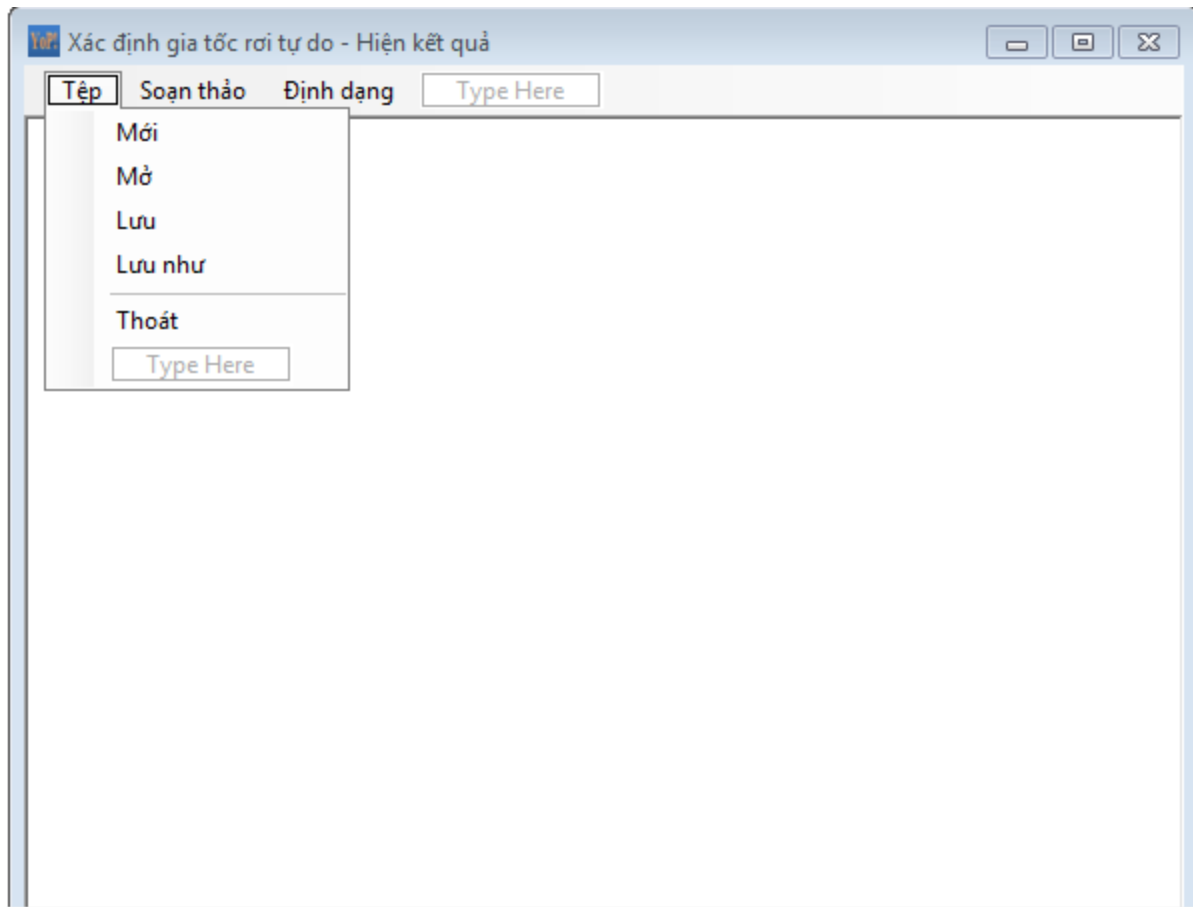 YoP! Xác định gia tốc rơi tự do - Hiện kết quả
Tệp Soạn thảo Định dạng Type Here
Mới
Mở
Lưu
Lưu như
Thoát
Type Here